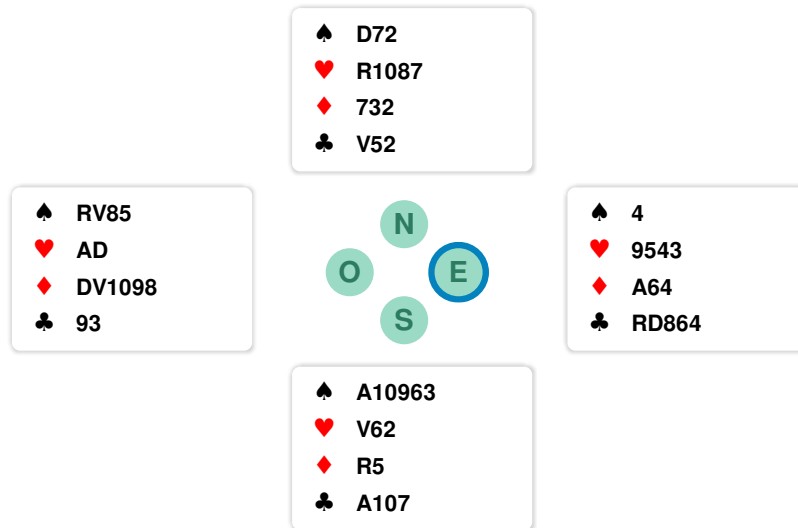 ♠ D72
♥ R1087
♦ 732
♣ V52
♠ RV85
♥ AD
♦ DV1098
♣ 93
N
O
E
S
♠ 4
♥ 9543
♦ A64
♣ RD864
♠ A10963
♥ V62
♦ R5
♣ A107